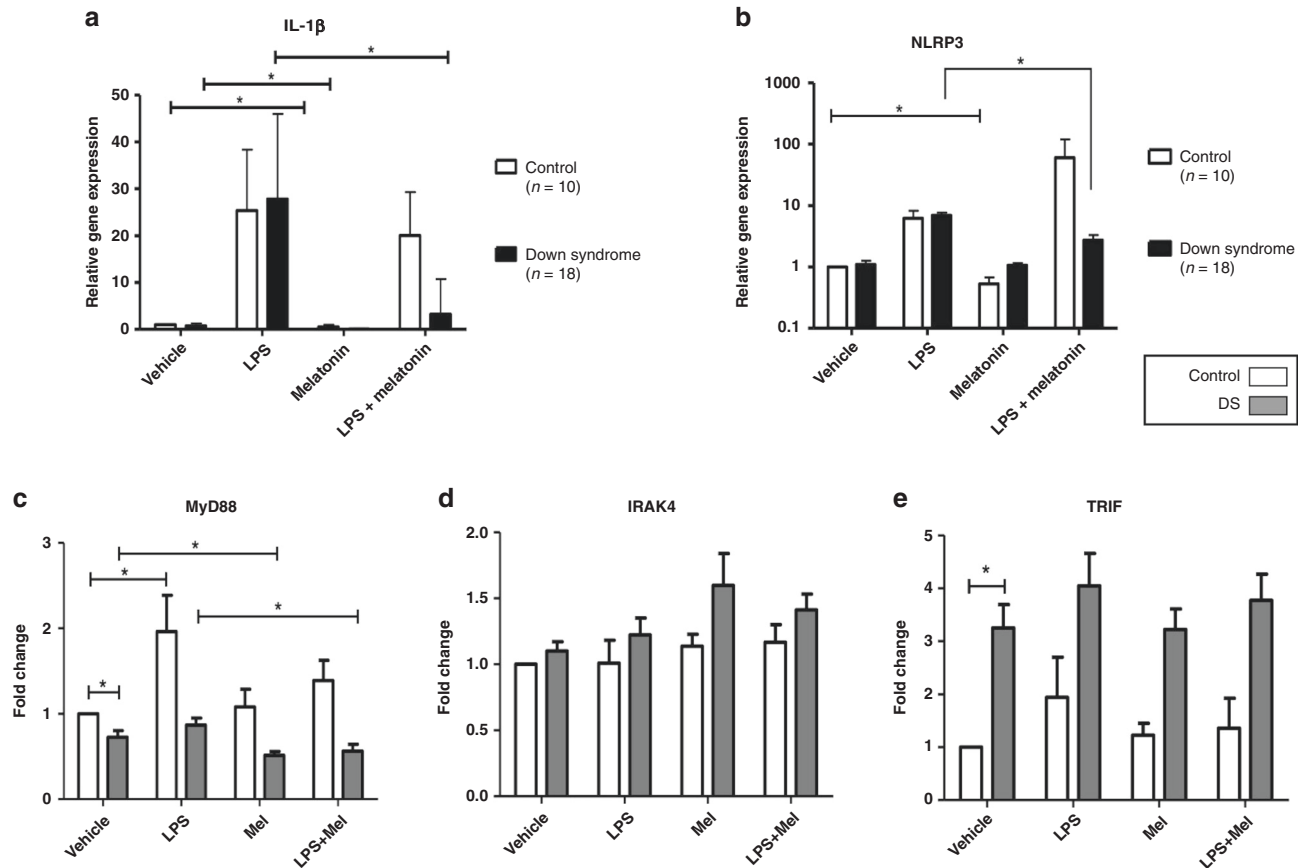 a
IL-1β
*
*
*
Relative gene expression
50
40
30
20
10
0
Vehicle
LPS
Melatonin
LPS + melatonin
Control
(n = 10)
Down syndrome
(n = 18)
b
NLRP3
*
*
Relative gene expression
1000
100
10
1
0.1
Vehicle
LPS
Melatonin
LPS + melatonin
Control
(n = 10)
Down syndrome
(n = 18)
Control
DS
c
MyD88
*
*
*
*
Fold change
3
2
1
0
Vehicle
LPS
Mel
LPS+Mel
d
IRAK4
Fold change
2.0
1.5
1.0
0.5
0.0
Vehicle
LPS
Mel
LPS+Mel
e
TRIF
*
Fold change
5
4
3
2
1
0
Vehicle
LPS
Mel
LPS+Mel